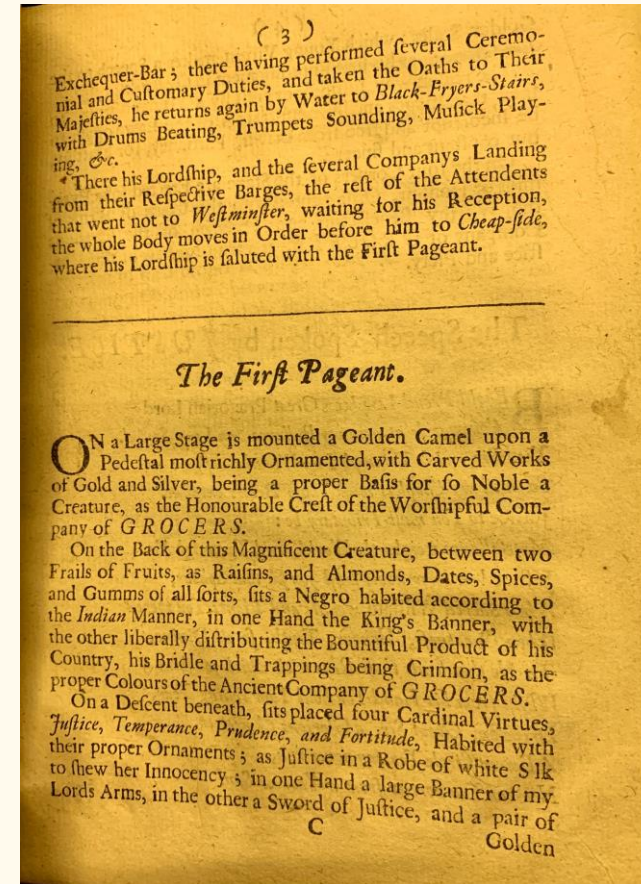 ( 3 )
Exchequer-Bar ; there having performed ſeveral Ceremo-
nial and Cuſtomary Duties, and taken the Oaths to Their
Majeſties, he returns again by Water to Black-Fryers-Stairs,
with Drums Beating, Trumpets Sounding, Muſick Play-
ing, &c.
There his Lordſhip, and the ſeveral Companys Landing
from their Reſpective Barges, the reſt of the Attendents
that went not to Weſtminſter, waiting for his Reception,
the whole Body moves in Order before him to Cheap-ſide,
where his Lordſhip is ſaluted with the Firſt Pageant.
The Firſt Pageant.
ON a Large Stage is mounted a Golden Camel upon a
Pedeſtal moſt richly Ornamented, with Carved Works
of Gold and Silver, being a proper Baſis for ſo Noble a
Creature, as the Honourable Creſt of the Worſhipful Com-
pany of GROCERS.
On the Back of this Magnificent Creature, between two
Frails of Fruits, as Raiſins, and Almonds, Dates, Spices,
and Gumms of all ſorts, ſits a Negro habited according to
the Indian Manner, in one Hand the King's Banner, with
the other liberally diſtributing the Bountiful Product of his
Country, his Bridle and Trappings being Crimſon, as the
proper Colours of the Ancient Company of GROCERS.
On a Deſcent beneath, ſits placed four Cardinal Virtues,
Juſtice, Temperance, Prudence, and Fortitude, Habited with
their proper Ornaments ; as Juſtice in a Robe of white S lk
to ſhew her Innocency ; in one Hand a large Banner of my
Lords Arms, in the other a Sword of Juſtice, and a pair of
C
Golden